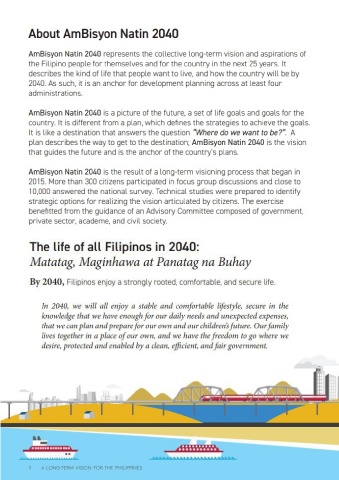 About AmBisyon Natin 2040
AmBisyon Natin 2040 represents the collective long-term vision and aspirations of
the Filipino people for themselves and for the country in the next 25 years. It
describes the kind of life that people want to live, and how the country will be by
2040. As such, it is an anchor for development planning across at least four
administrations.
AmBisyon Natin 2040 is a picture of the future, a set of life goals and goals for the
country. It is different from a plan, which defines the strategies to achieve the goals.
It is like a destination that answers the question "Where do we want to be?". A
plan describes the way to get to the destination; AmBisyon Natin 2040 is the vision
that guides the future and is the anchor of the country's plans.
AmBisyon Natin 2040 is the result of a long-term visioning process that began in
2015. More than 300 citizens participated in focus group discussions and close to
10,000 answered the national survey. Technical studies were prepared to identify
strategic options for realizing the vision articulated by citizens. The exercise
benefitted from the guidance of an Advisory Committee composed of government,
private sector, academe, and civil society.
The life of all Filipinos in 2040:
Matatag, Maginhawa at Panatag na Buhay
By 2040, Filipinos enjoy a strongly rooted, comfortable, and secure life.
In 2040, we will all enjoy a stable and comfortable lifestyle, secure in the
knowledge that we have enough for our daily needs and unexpected expenses,
that we can plan and prepare for our own and our children's future. Our family
lives together in a place of our own, and we have the freedom to go where we
desire, protected and enabled by a clean, efficient, and fair government.
A LONG-TERM VISION FOR THE PHILIPPINES